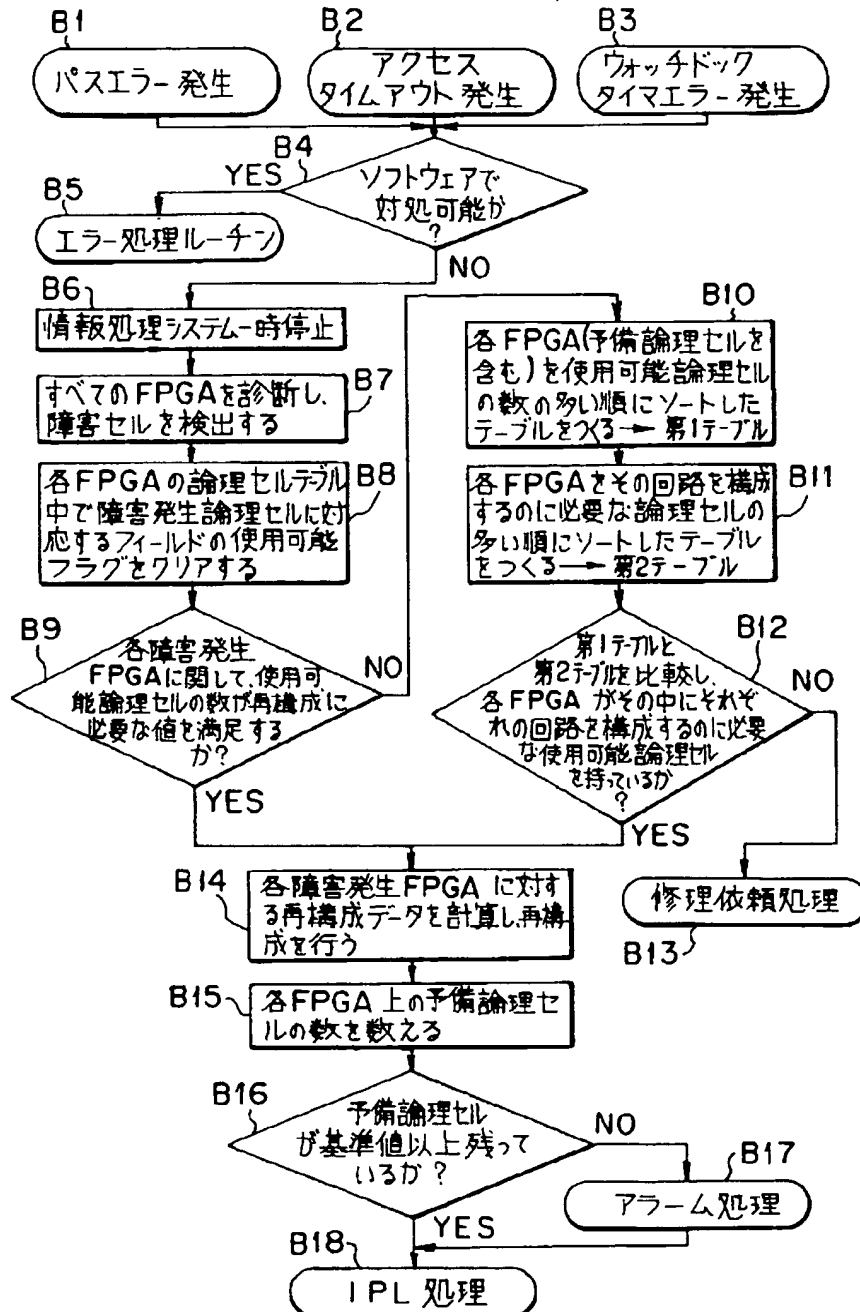 B1
パスエラー発生
B2
アクセス
タイムアウト発生
B3
ウォッチドック
タイマエラー発生
B4
ソフトウェアで
対処可能か
?
YES
B5
エラー処理ルーチン
NO
B6
情報処理システム一時停止
すべてのFPGAを診断し、
障害セルを検出する
B7
各FPGAの論理セルテーブル
中で障害発生論理セルに対
応するフィールドの使用可能
フラグをクリアする
B8
B9
各障害発生
FPGAに関して、使用可
能論理セルの数が再構成に
必要な値を満足する
か?
NO
YES
B10
各FPGA(予備論理セルを
含む)を使用可能論理セル
の数の多い順にソートした
テーブルをつくる→第1テーブル
B11
各FPGAをその回路を構成
するのに必要な論理セルの
多い順にソートしたテーブル
をつくる→第2テーブル
B12
第1テーブルと
第2テーブルを比較し、
各FPGAがその中にそれぞ
れの回路を構成するのに必要
な使用可能論理セル
を持っているか
?
NO
YES
修理依頼処理
B13
B14
各障害発生FPGAに対す
る再構成データを計算し、再構
成を行う
B15
各FPGA上の予備論理セ
ルの数を数える
B16
予備論理セル
が基準値以上残って
いるか?
NO
B17
アラーム処理
YES
B18
IPL処理